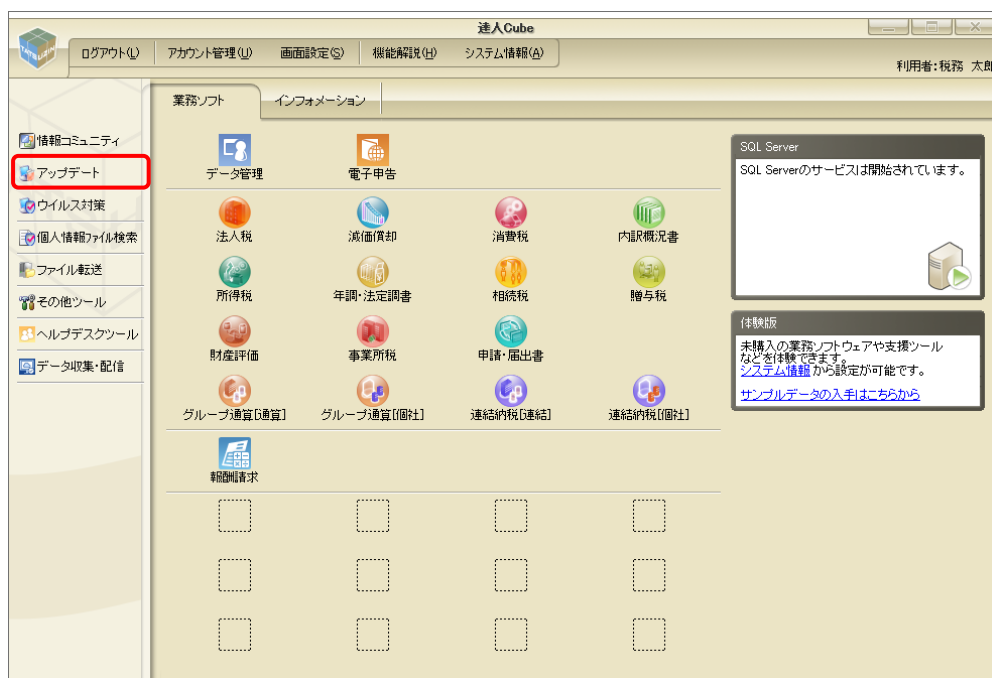 達人Cube
ログアウト(L) アカウント管理(U) 画面設定(S) 機能解説(H) システム情報(A)
利用者:税務 太郎
業務ソフト インフォメーション
情報コミュニティ
アップデート
ウイルス対策
個人情報ファイル検索
ファイル転送
その他ツール
ヘルプデスクツール
データ収集・配信
データ管理 電子申告
法人税 減価償却 消費税 内訳概況書
所得税 年調・法定調書 相続税 贈与税
財産評価 事業所税 申請・届出書
グループ通算[通算] グループ通算[個社] 連結納税[連結] 連結納税[個社]
報酬請求
SQL Server
SQL Serverのサービスは開始されています。
体験版
未購入の業務ソフトウェアや支援ツール
などを体験できます。
システム情報 から設定が可能です。
サンプルデータの入手はこちらから